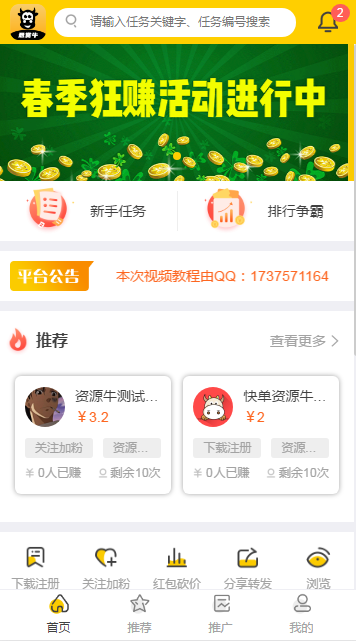 请输入任务关键字、任务编号搜索
2
春季狂赚活动进行中
新手任务
排行争霸
平台公告
本次视频教程由QQ：1737571164
推荐
查看更多
资源牛测试...
￥3.2
关注加粉
资源...
￥ 0人已赚
剩余10次
快单资源牛...
￥2
下载注册
资源...
￥ 0人已赚
剩余10次
下载注册
关注加粉
红包砍价
分享转发
浏览
首页
推荐
推广
我的